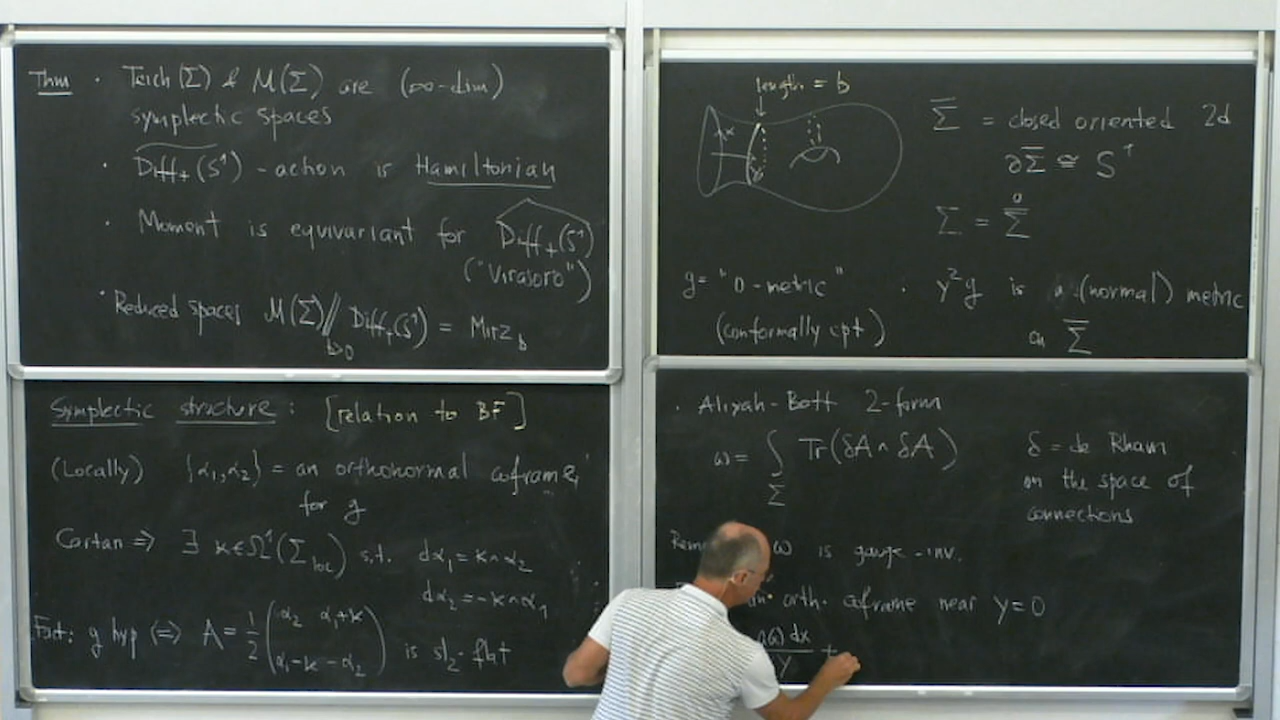 Thm · Teich(Σ) & M(Σ) are (∞-dim)
symplectic spaces
· Diff₊(S¹) - action is Hamiltonian
· Moment is equivariant for Diff₊(S¹)
("Virasoro")
· Reduced spaces M(Σ)//Diff₊(S¹) = Mirz_b
b>0
Symplectic structure : [relation to BF]
(Locally) {α₁,α₂} = an orthonormal coframe
for g
Cartan ⇒ ∃ κ∈Ω¹(Σ_loc) s.t. dα₁ = κ∧α₂
dα₂ = -κ∧α₁
Fact: g hyp ⇔ A = 1/2 (α₂ α₁+κ
α₁-κ -α₂) is sl₂-flat
length = b
Σ̅ = closed oriented 2d
∂Σ̅ ≅ S¹
Σ = Σ̅°
g = "0-metric"
(conformally cpt)
· y²g is a (normal) metric
on Σ̅
· Atiyah-Bott 2-form
ω = ∫_Σ Tr(δA∧δA)
δ = de Rham
on the space of
connections
ω is gauge-inv.
orth. coframe near y=0
dx
y